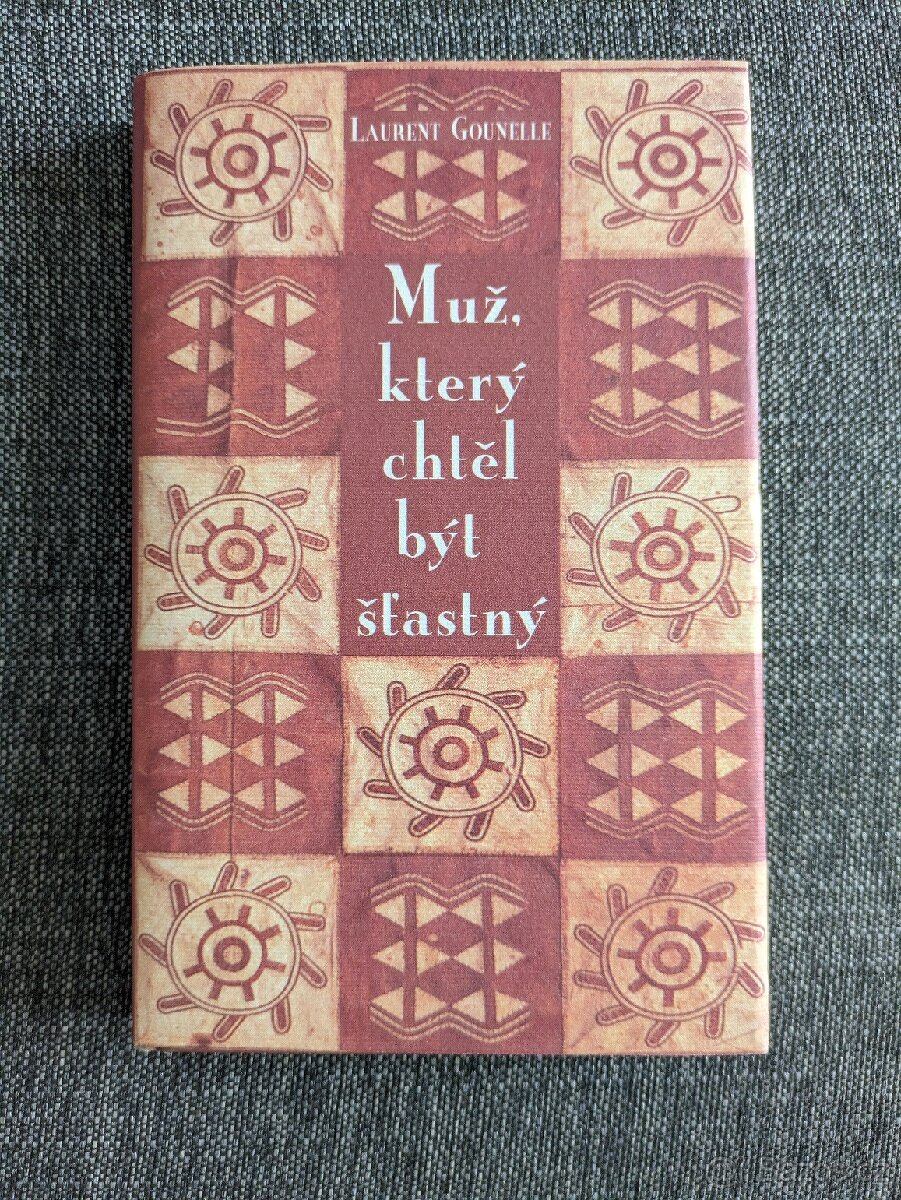 LAURENT GOUNELLE
Muž,
který
chtěl
být
šťastný